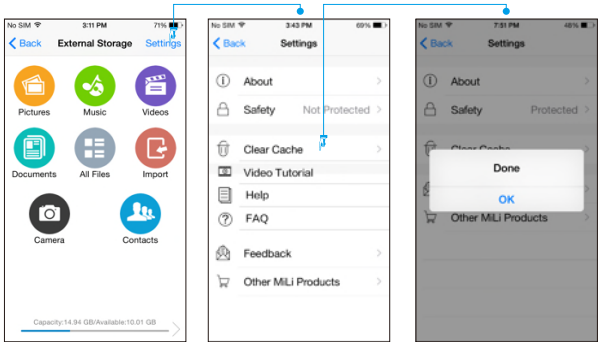 No SIM 3:11 PM 71%
Back External Storage Settings
Pictures Music Videos
Documents All Files Import
Camera Contacts
Capacity:14.94 GB/Available:10.01 GB
No SIM 3:43 PM 69%
Back Settings
About
Safety Not Protected
Clear Cache
Video Tutorial
Help
FAQ
Feedback
Other MiLi Products
No SIM 7:51 PM 48%
Back Settings
About
Safety Protected
Clear Cache
Done
OK
Other MiLi Products